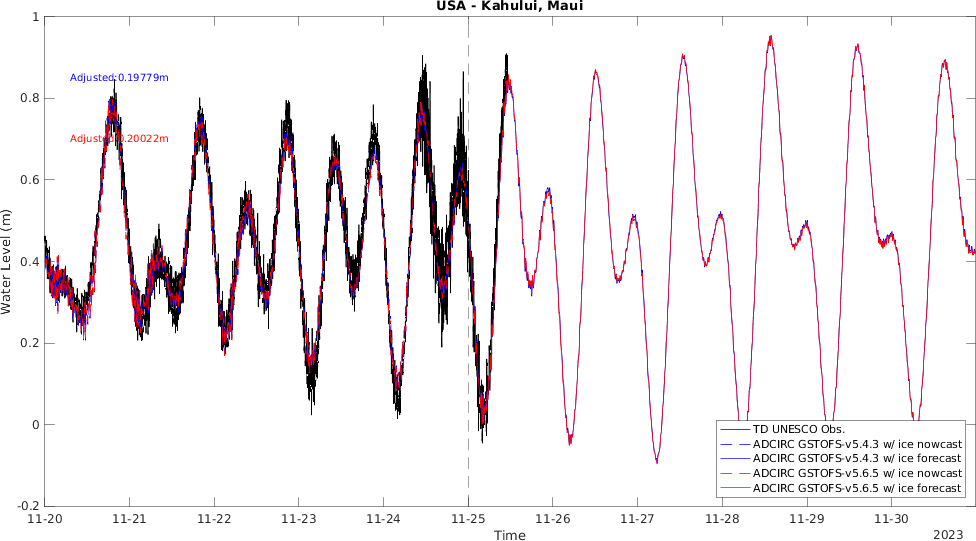 USA - Kahului, Maui
1
Adjusted:0.19779m
0.8
Adjusted:0.20022m
0.6
Water Level (m)
0.4
0.2
0
-0.2
TD UNESCO Obs.
ADCIRC GSTOFS-v5.4.3 w/ ice nowcast
ADCIRC GSTOFS-v5.4.3 w/ ice forecast
ADCIRC GSTOFS-v5.6.5 w/ ice nowcast
ADCIRC GSTOFS-v5.6.5 w/ ice forecast
11-20 11-21 11-22 11-23 11-24 11-25 11-26 11-27 11-28 11-29 11-30
Time
2023